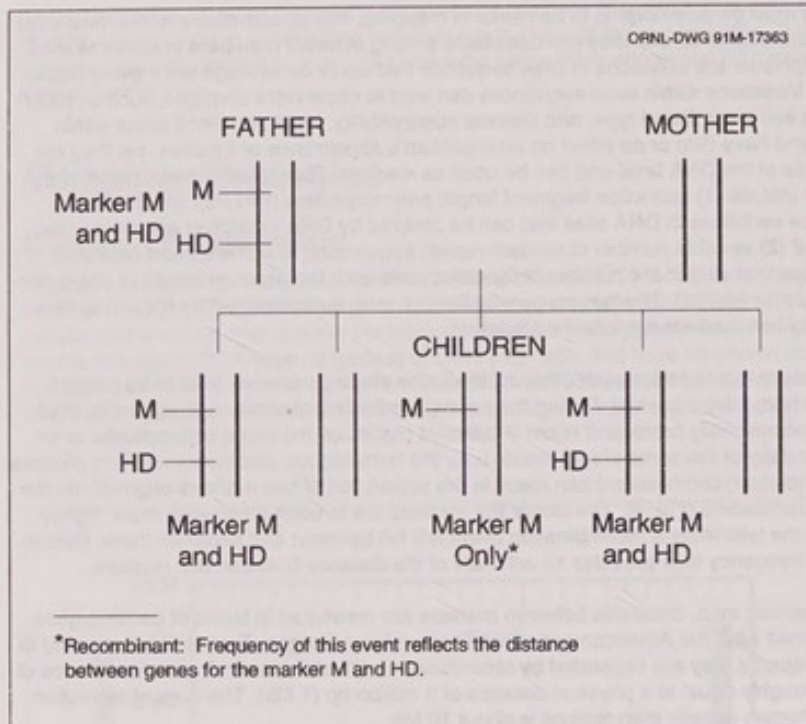 ORNL-DWG 91M-17363
FATHER
MOTHER
Marker M
and HD
M
HD
CHILDREN
M
HD
M
M
HD
Marker M
and HD
Marker M
Only*
Marker M
and HD
*Recombinant: Frequency of this event reflects the distance
between genes for the marker M and HD.